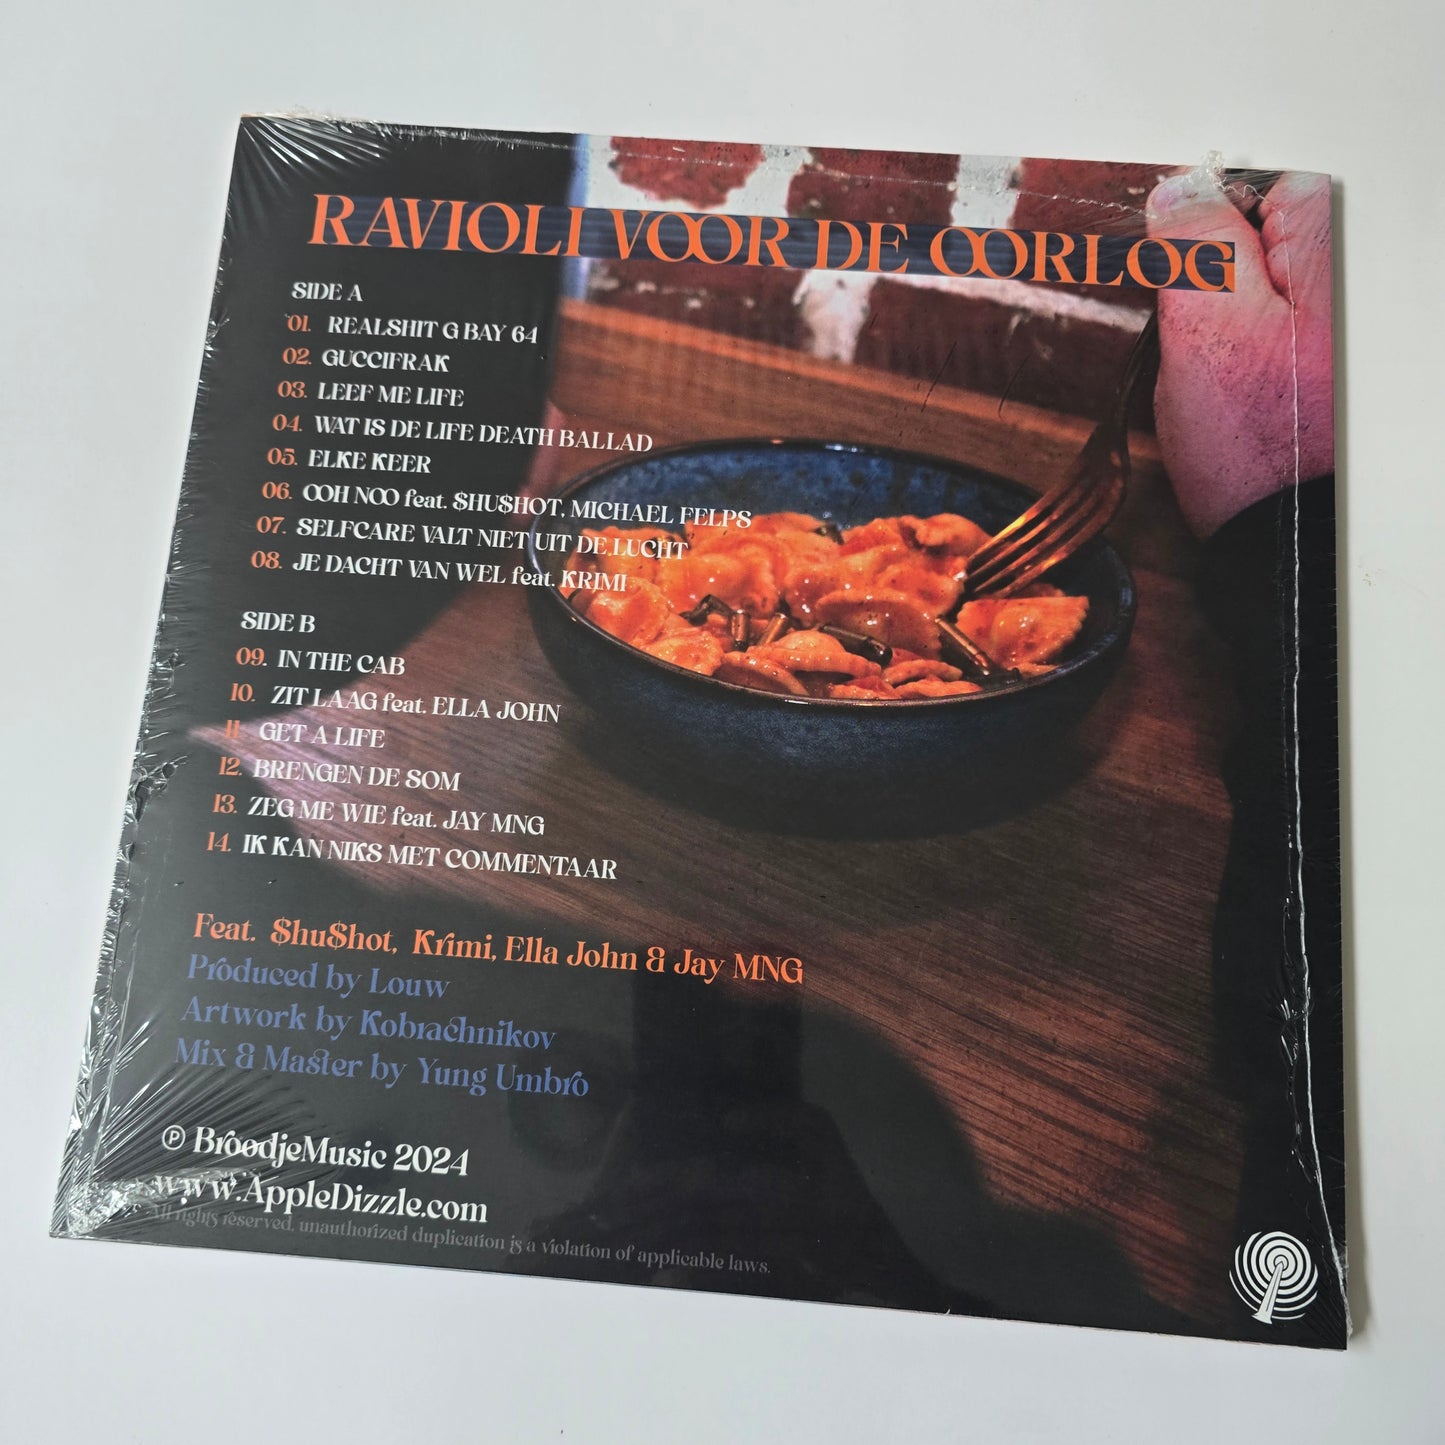 RAVIOLI VOOR DE OORLOG
SIDE A
01. REALSHIT G BAY 64
02. GUCCIFRAK
03. LEEF ME LIFE
04. WAT IS DE LIFE DEATH BALLAD
05. ELKE KEER
06. OOH NOO feat. $HU$HOT, MICHAEL FELPS
07. SELFCARE VALT NIET UIT DE LUCHT
08. JE DACHT VAN WEL feat. KRIMI
SIDE B
09. IN THE CAB
10. ZIT LAAG feat. ELLA JOHN
11. GET A LIFE
12. BRENGEN DE SOM
13. ZEG ME WIE feat. JAY MNG
14. IK KAN NIKS MET COMMENTAAR
Feat. $hu$hot, Krimi, Ella John & Jay MNG
Produced by Louw
Artwork by Kobrachnikov
Mix & Master by Yung Umbro
℗ BroodjeMusic 2024
www.AppleDizzle.com
All rights reserved, unauthorized duplication is a violation of applicable laws.